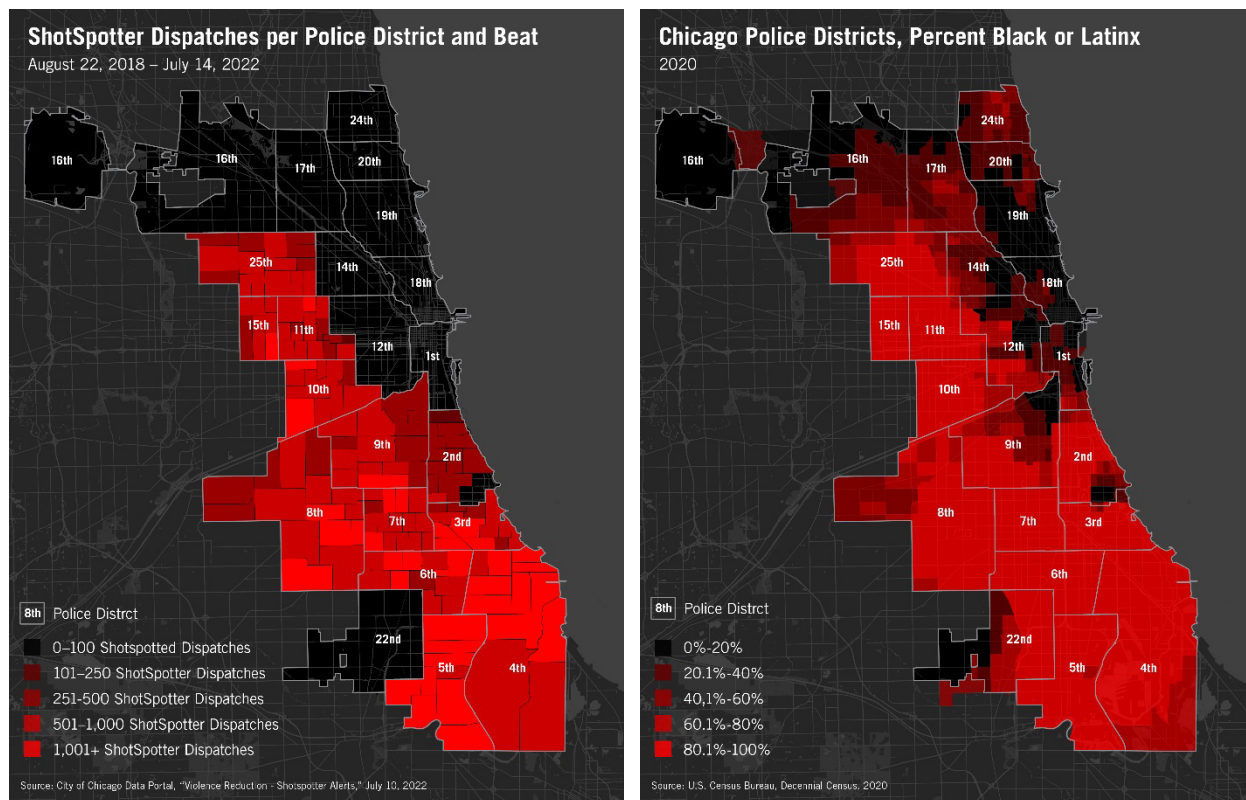 ShotSpotter Dispatches per Police District and Beat
August 22, 2018 – July 14, 2022
24th
16th
16th
20th
17th
19th
25th
14th
18th
15th
11th
12th
1st
10th
9th
2nd
8th
7th
3rd
6th
22nd
5th
4th
8th Police Distrct
0–100 Shotspotted Dispatches
101–250 ShotSpotter Dispatches
251-500 ShotSpotter Dispatches
501–1,000 ShotSpotter Dispatches
1,001+ ShotSpotter Dispatches
Source: City of Chicago Data Portal, “Violence Reduction - Shotspotter Alerts,” July 18, 2022
Chicago Police Districts, Percent Black or Latinx
2020
24th
16th
16th
20th
17th
19th
25th
14th
18th
15th
11th
12th
1st
10th
9th
2nd
8th
7th
3rd
6th
22nd
5th
4th
8th Police Distrct
0%-20%
20.1%-40%
40,1%-60%
60.1%-80%
80.1%-100%
Source: U.S. Census Bureau, Decennial Census. 2020